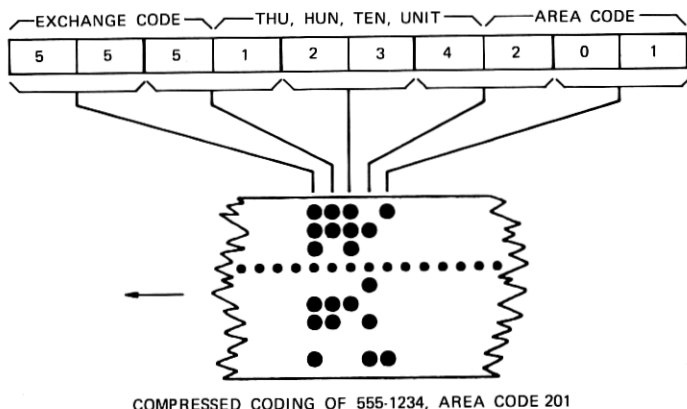 EXCHANGE CODE THU, HUN, TEN, UNIT AREA CODE
5 5 5 1 2 3 4 2 0 1
COMPRESSED CODING OF 555-1234, AREA CODE 201